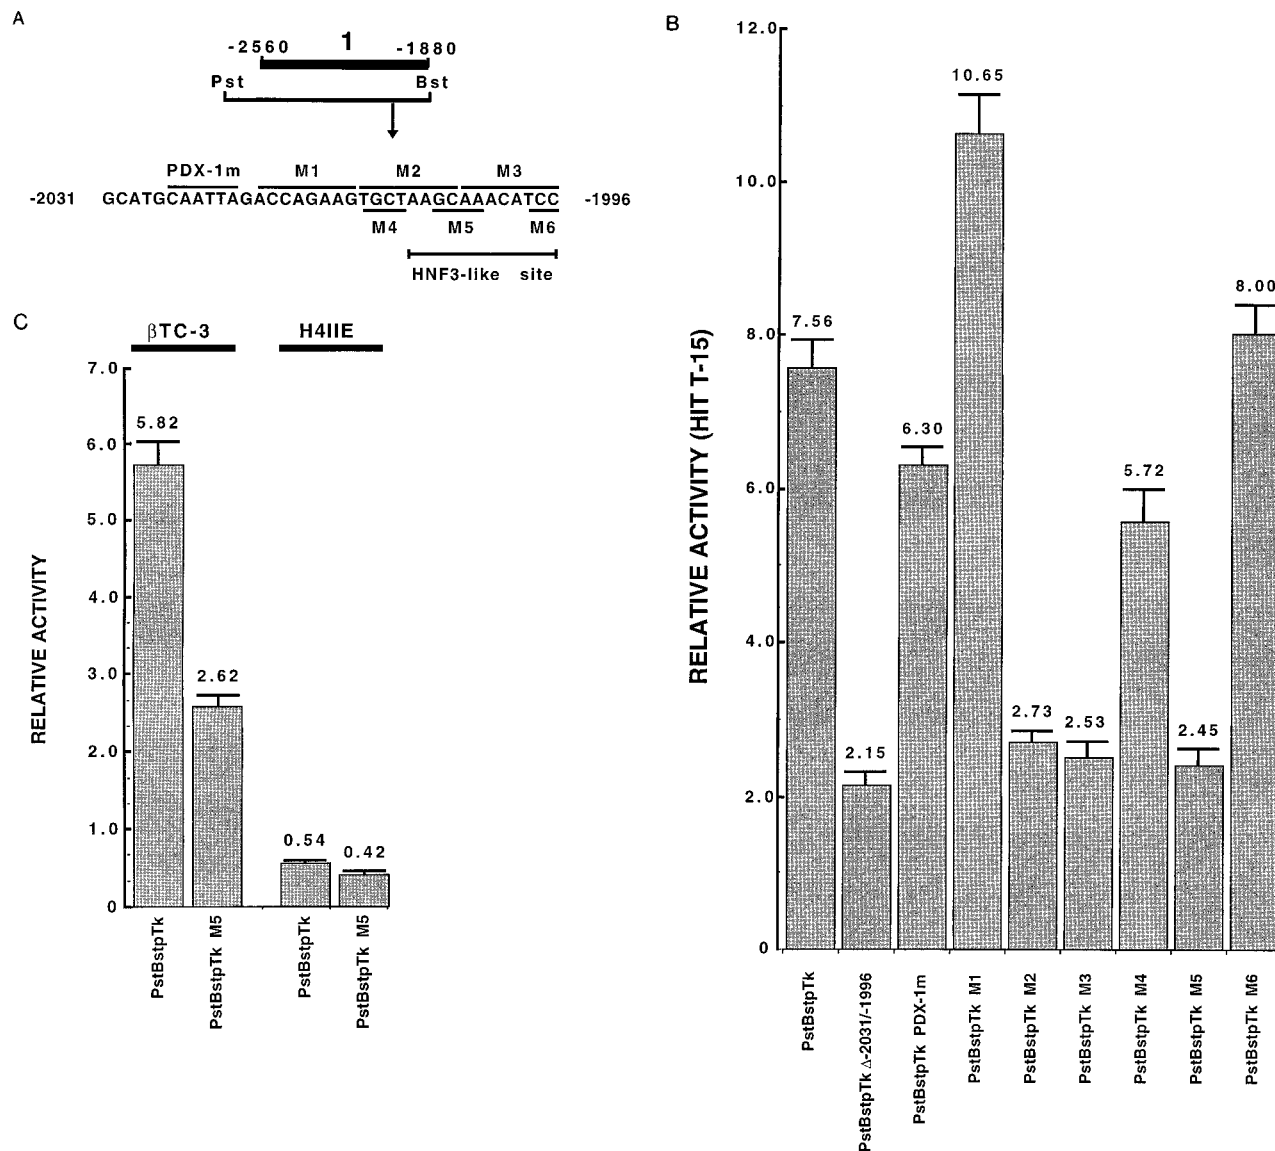 A
1
-2560 -1880
Pst Bst
PDX-1m M1 M2 M3
-2031 GCATGCAATTAGACCAGAAGTGCTAAGCAAACATCC -1996
M4 M5 M6
HNF3-like site
B
RELATIVE ACTIVITY (HIT T-15)
12.0
10.0
8.0
6.0
4.0
2.0
0
7.56
2.15
6.30
10.65
2.73
2.53
5.72
2.45
8.00
PstBstpTk
PstBstpTk Δ-2031/-1996
PstBstpTk PDX-1m
PstBstpTk M1
PstBstpTk M2
PstBstpTk M3
PstBstpTk M4
PstBstpTk M5
PstBstpTk M6
C
βTC-3 H4IIE
RELATIVE ACTIVITY
7.0
6.0
5.0
4.0
3.0
2.0
1.0
0
5.82
2.62
0.54
0.42
PstBstpTk
PstBstpTk M5
PstBstpTk
PstBstpTk M5